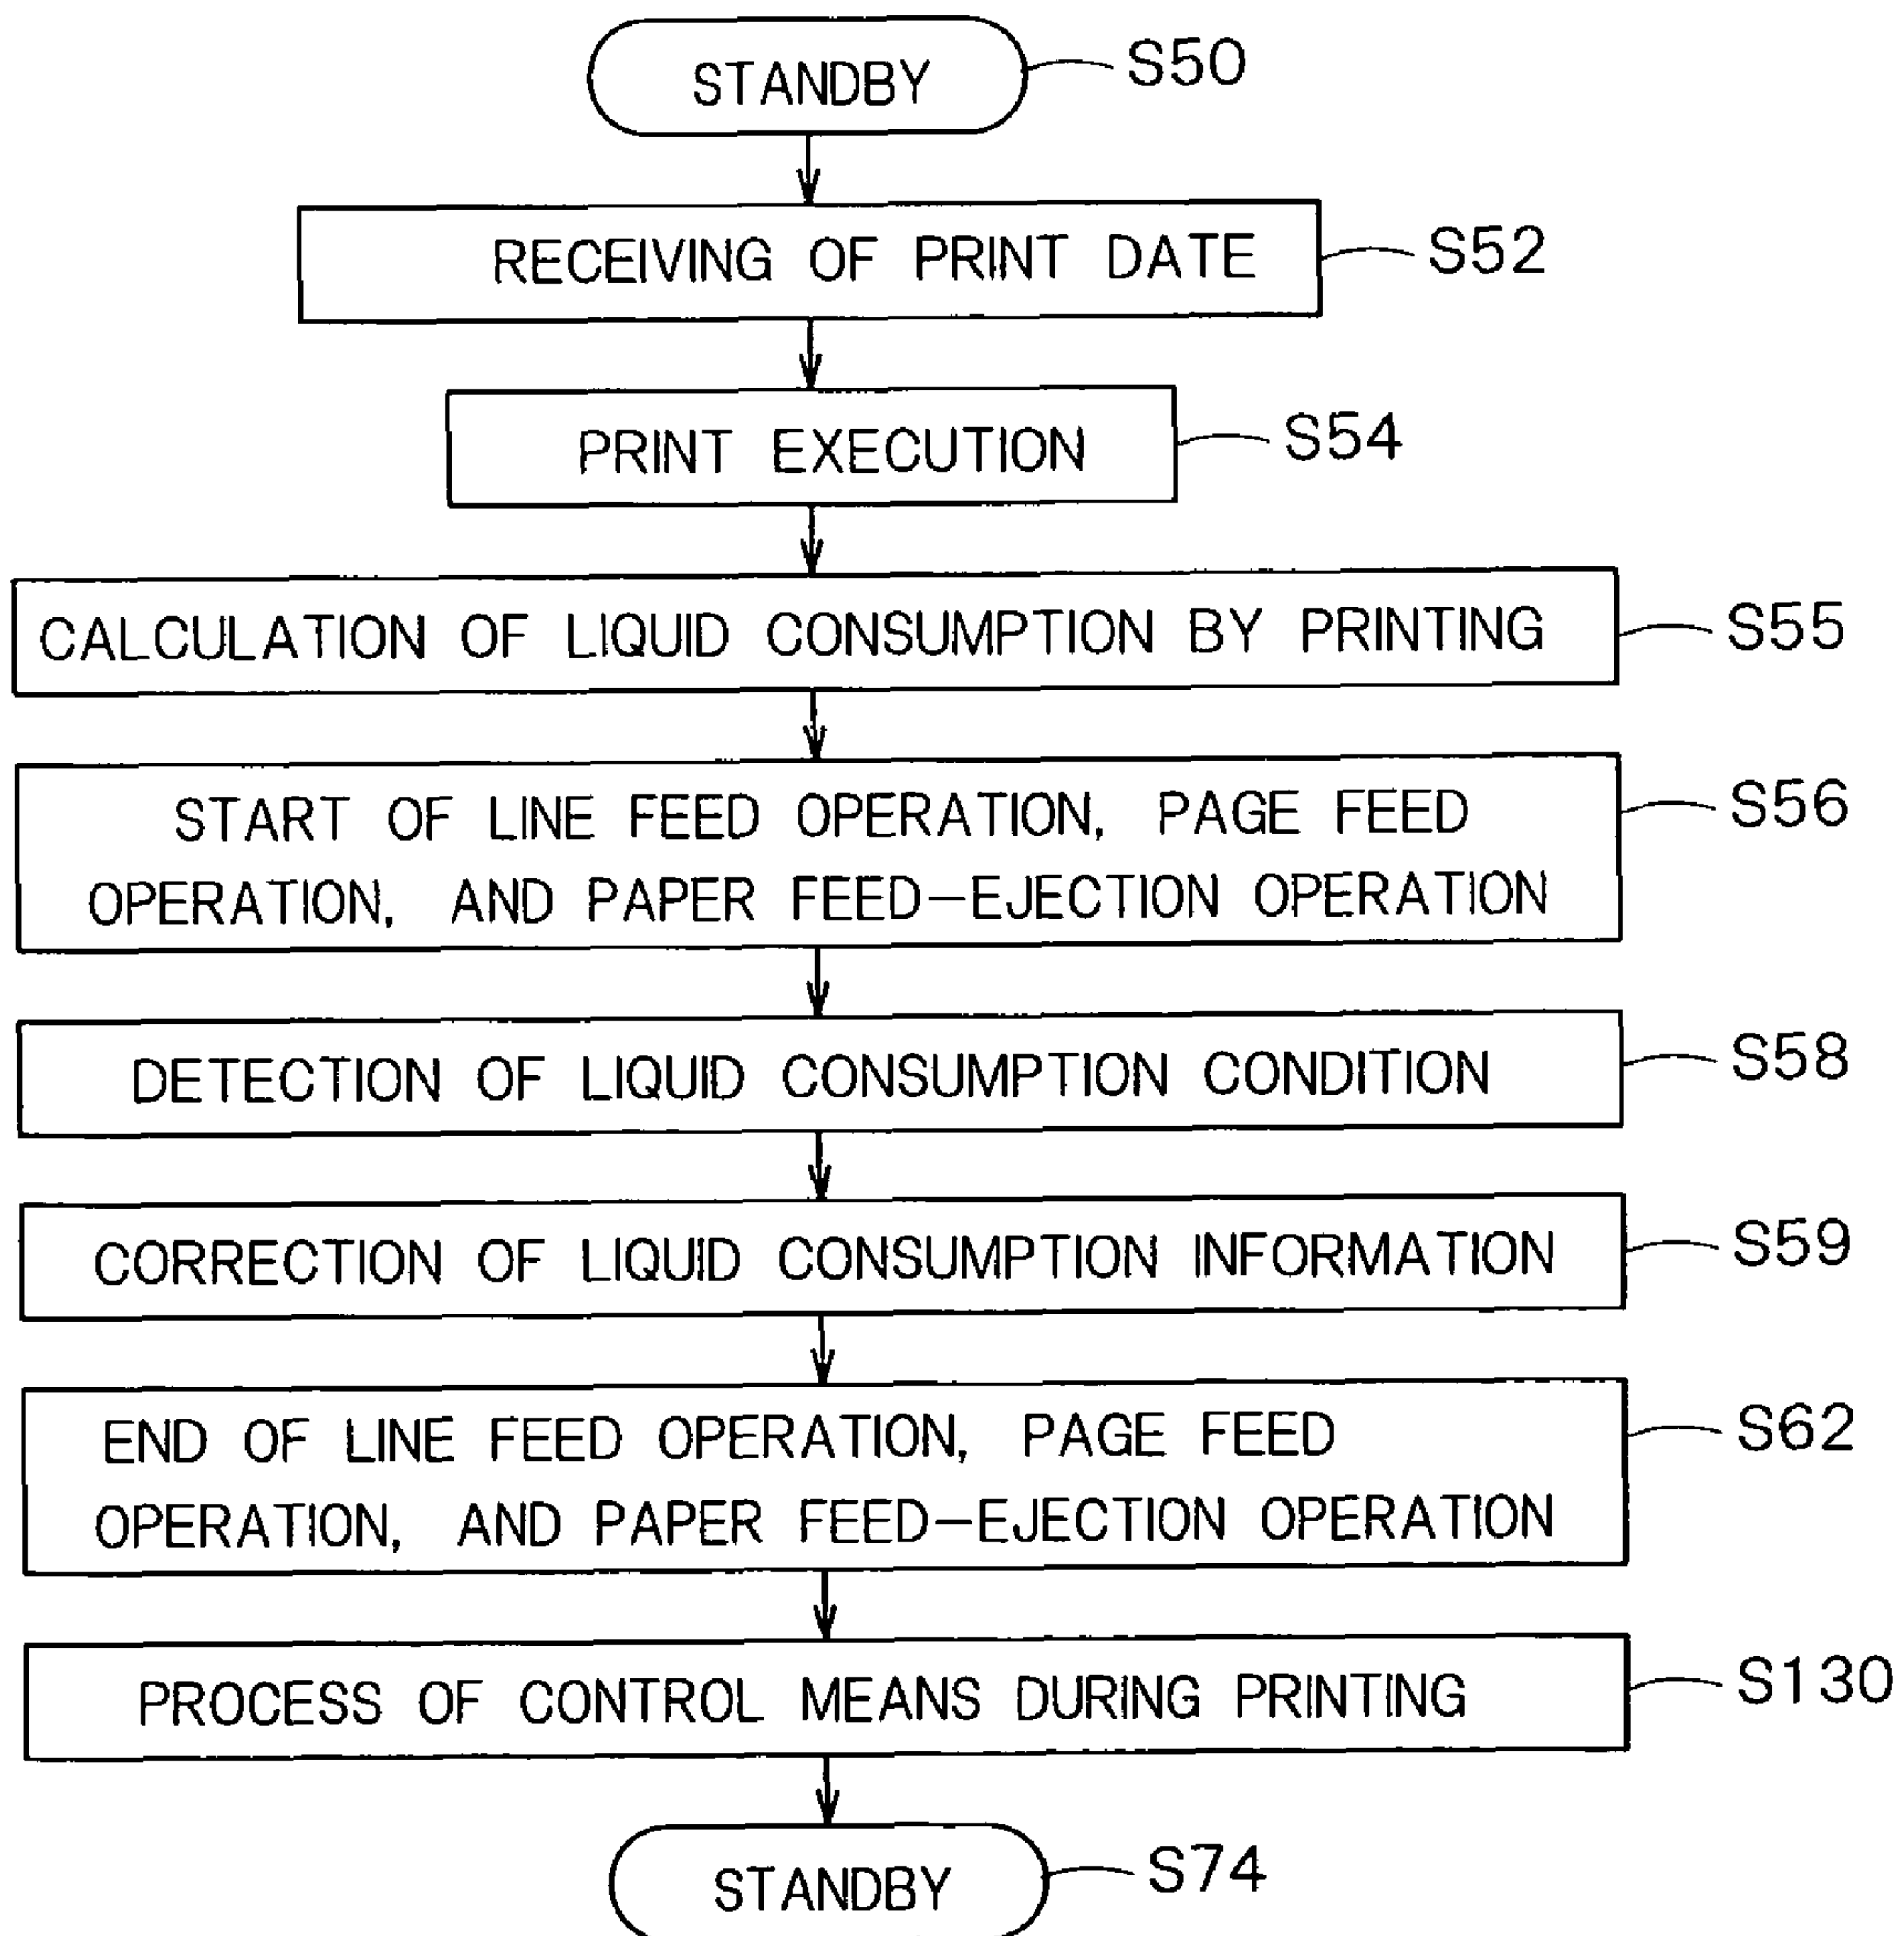 STANDBY
S50
RECEIVING OF PRINT DATE
S52
PRINT EXECUTION
S54
CALCULATION OF LIQUID CONSUMPTION BY PRINTING
S55
START OF LINE FEED OPERATION, PAGE FEED
OPERATION, AND PAPER FEED-EJECTION OPERATION
S56
DETECTION OF LIQUID CONSUMPTION CONDITION
S58
CORRECTION OF LIQUID CONSUMPTION INFORMATION
S59
END OF LINE FEED OPERATION, PAGE FEED
OPERATION, AND PAPER FEED-EJECTION OPERATION
S62
PROCESS OF CONTROL MEANS DURING PRINTING
S130
STANDBY
S74